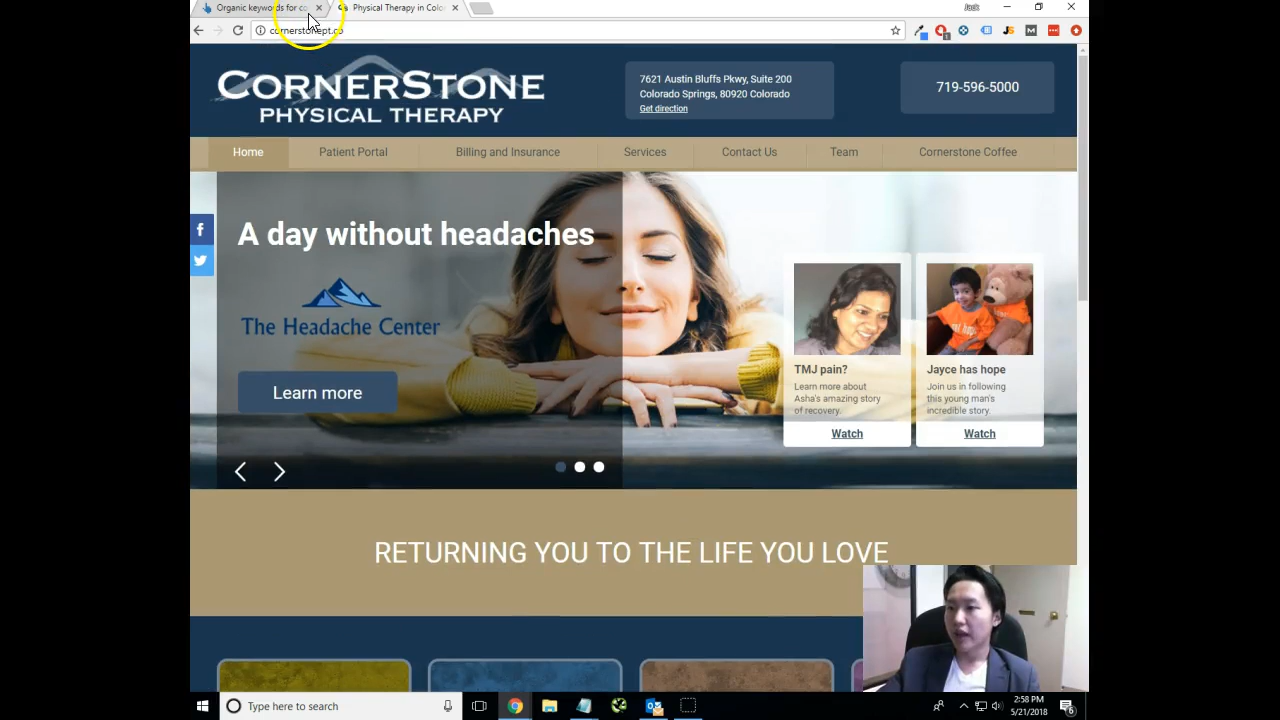 Organic keywords for co
Physical Therapy in Colo
Jack
cornerstonept.co
CORNERSTONE
PHYSICAL THERAPY
7621 Austin Bluffs Pkwy, Suite 200
Colorado Springs, 80920 Colorado
Get direction
719-596-5000
Home
Patient Portal
Billing and Insurance
Services
Contact Us
Team
Cornerstone Coffee
A day without headaches
The Headache Center
Learn more
TMJ pain?
Learn more about
Asha's amazing story
of recovery.
Watch
Jayce has hope
Join us in following
this young man's
incredible story.
Watch
RETURNING YOU TO THE LIFE YOU LOVE
Type here to search
2:58 PM
5/21/2018